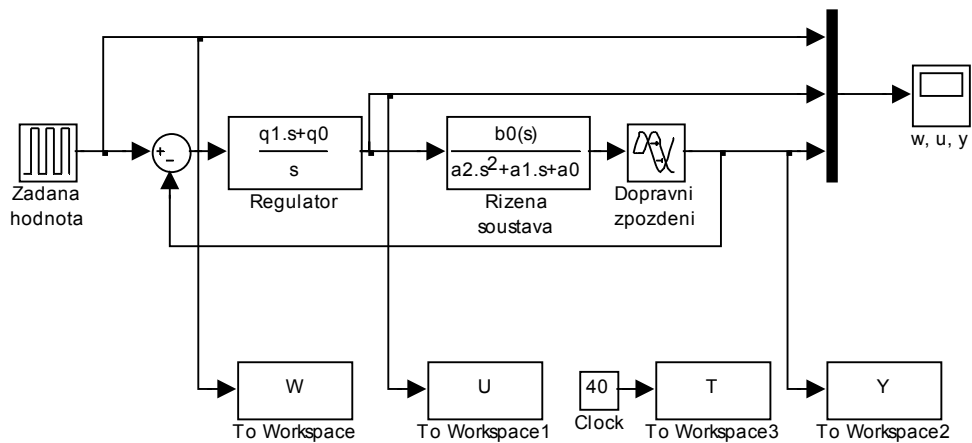 +
−
q1.s+q0
s
b0(s)
a2.s²+a1.s+a0
w, u, y
Zadana
hodnota
Regulator
Rizena
soustava
Dopravni
zpozdeni
W
U
40
T
Y
To Workspace
To Workspace1
Clock
To Workspace3
To Workspace2